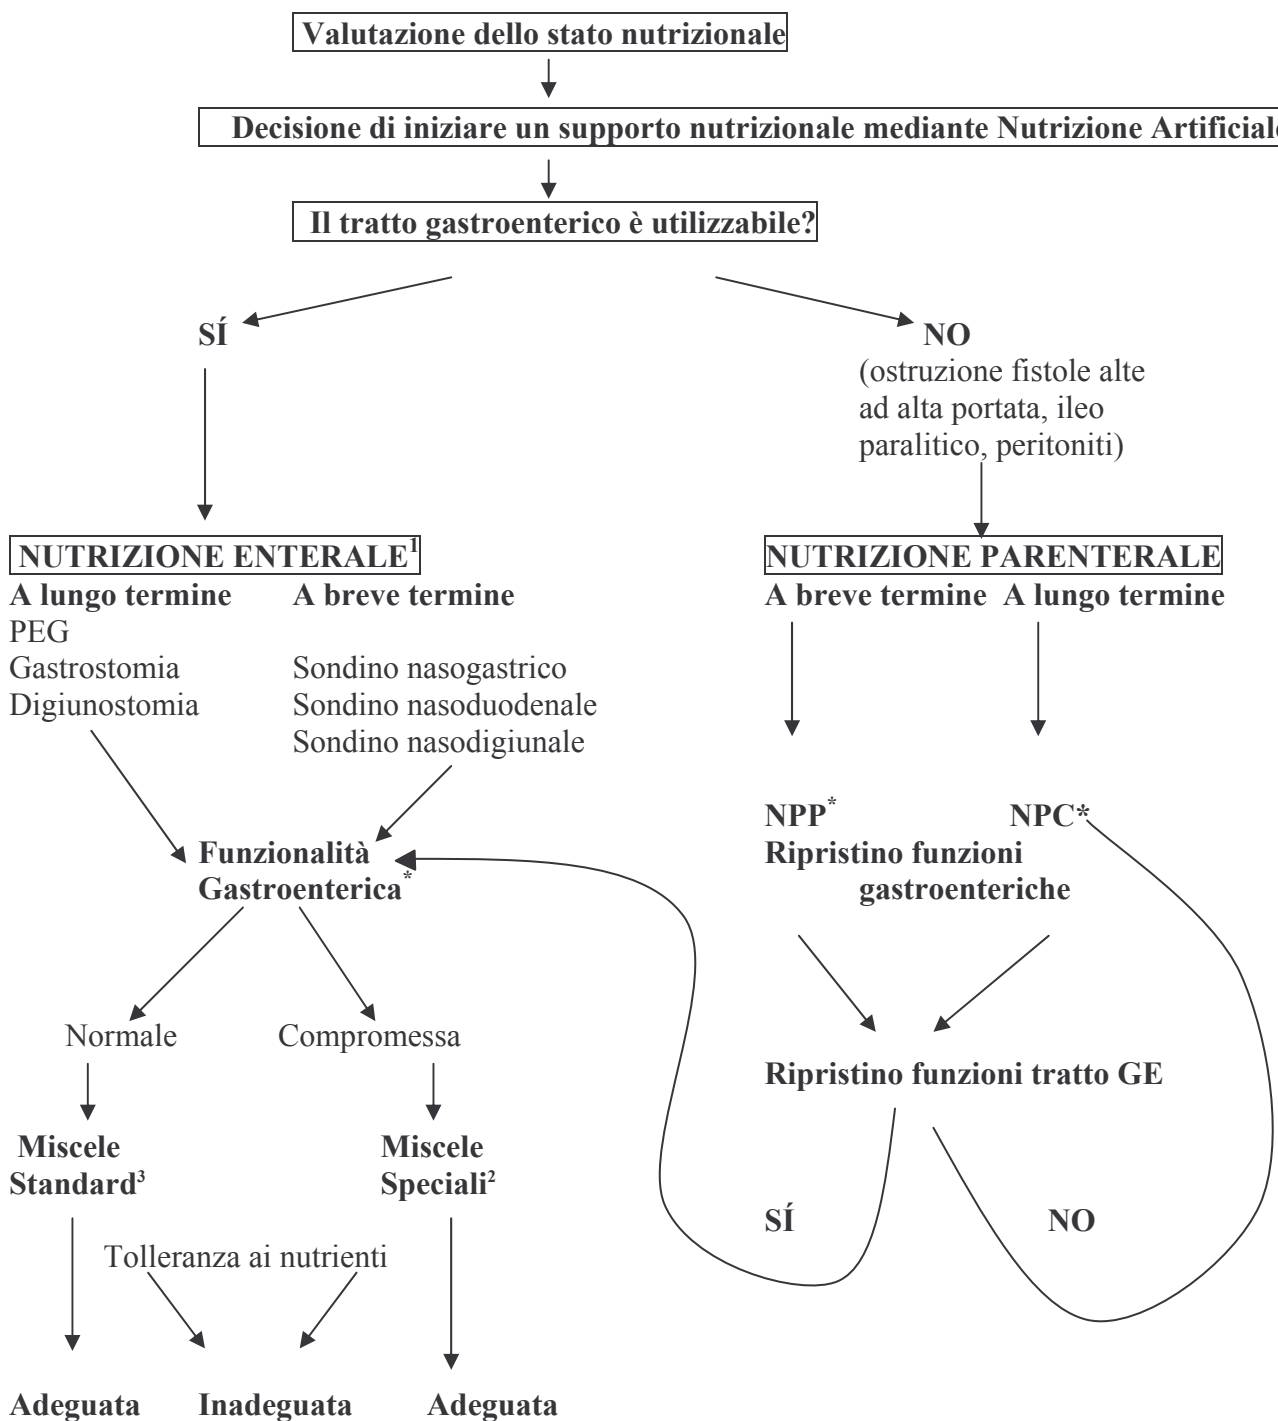 Valutazione dello stato nutrizionale
Decisione di iniziare un supporto nutrizionale mediante Nutrizione Artificiale
Il tratto gastroenterico è utilizzabile?
SÍ
NO
(ostruzione fistole alte
ad alta portata, ileo
paralitico, peritoniti)
NUTRIZIONE ENTERALE¹
A lungo termine
PEG
Gastrostomia
Digiunostomia
A breve termine
Sondino nasogastrico
Sondino nasoduodenale
Sondino nasodigiunale
NUTRIZIONE PARENTERALE
A breve termine A lungo termine
NPP* NPC*
Ripristino funzioni
gastroenteriche
Funzionalità
Gastroenterica*
Normale
Compromessa
Ripristino funzioni tratto GE
Miscele
Standard³
Miscele
Speciali²
SÍ
NO
Tolleranza ai nutrienti
Adeguata Inadeguata Adeguata